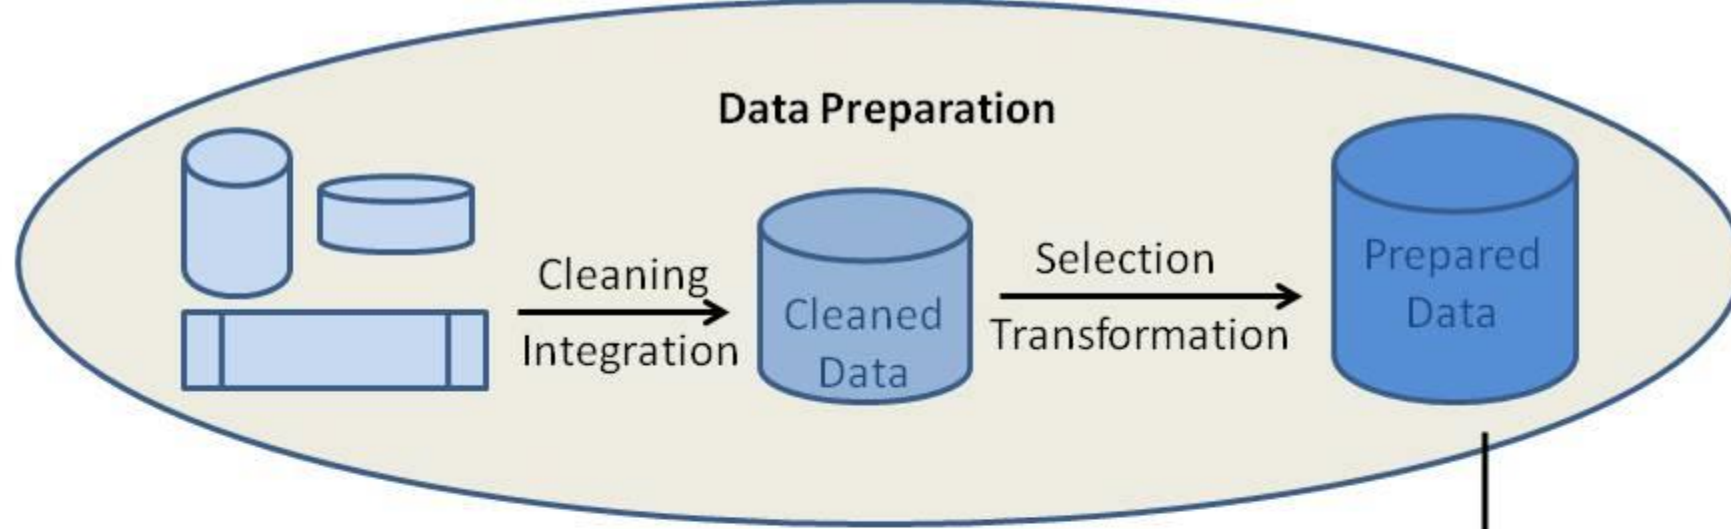 Data Preparation
Cleaning
Integration
Cleaned
Data
Selection
Transformation
Prepared
Data